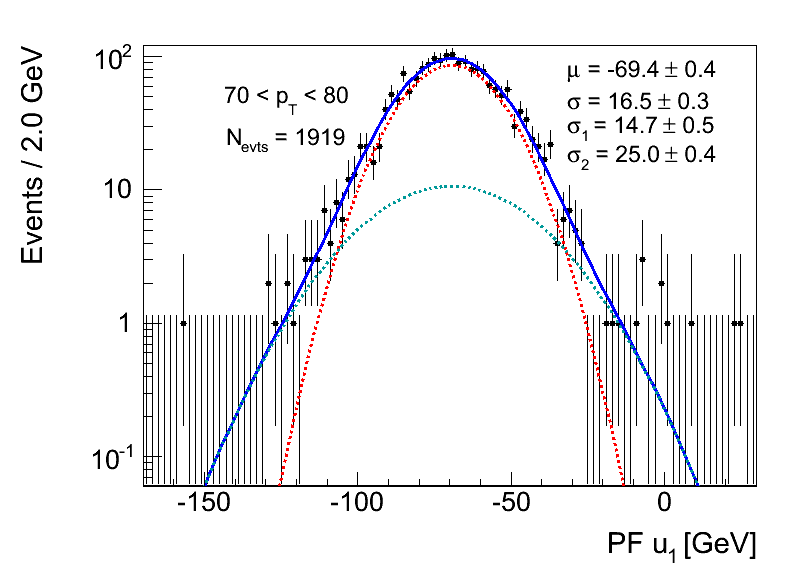 Events / 2.0 GeV
10²
10
1
10⁻¹
70 < p_T < 80
N_evts = 1919
μ = -69.4 ± 0.4
σ = 16.5 ± 0.3
σ₁ = 14.7 ± 0.5
σ₂ = 25.0 ± 0.4
-150 -100 -50 0
PF u₁ [GeV]